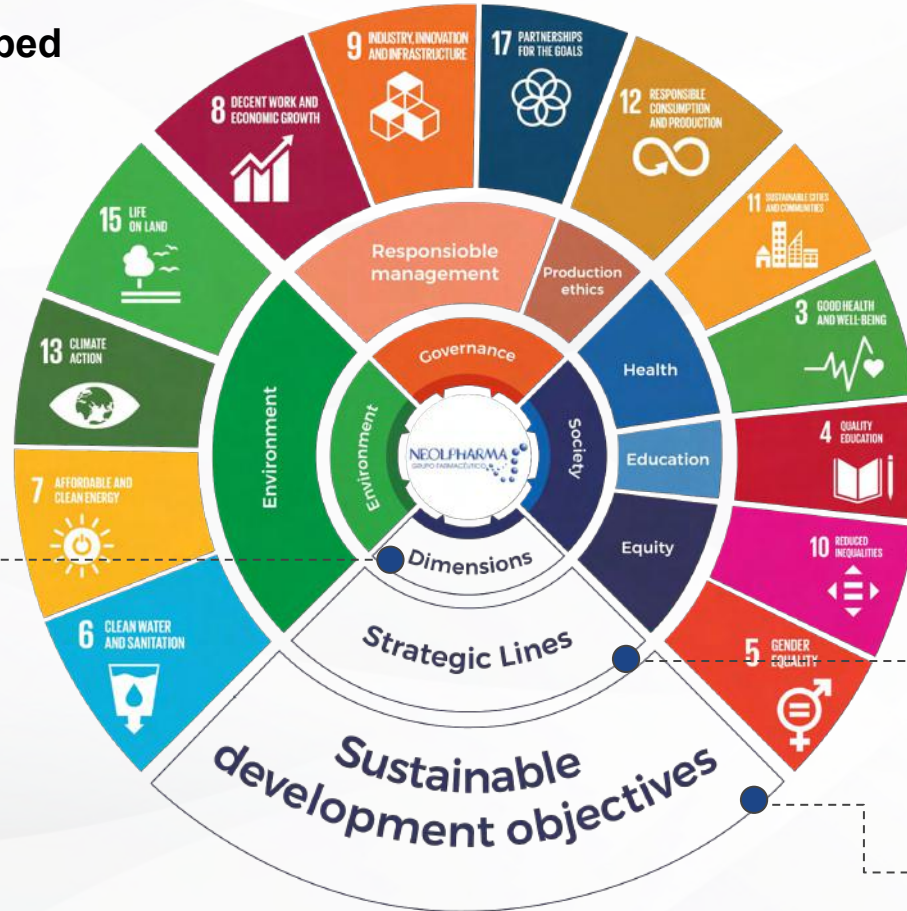 9 INDUSTRY, INNOVATION
AND INFRASTRUCTURE
17 PARTNERSHIPS
FOR THE GOALS
8 DECENT WORK AND
ECONOMIC GROWTH
12 RESPONSIBLE
CONSUMPTION
AND PRODUCTION
15 LIFE
ON LAND
11 SUSTAINABLE CITIES
AND COMMUNITIES
13 CLIMATE
ACTION
3 GOOD HEALTH
AND WELL-BEING
7 AFFORDABLE AND
CLEAN ENERGY
4 QUALITY
EDUCATION
6 CLEAN WATER
AND SANITATION
10 REDUCED
INEQUALITIES
5 GENDER
EQUALITY
Responsioble
management
Production
ethics
Environment
Health
Education
Equity
Governance
Environment
Society
NEOLPHARMA
GRUPO FARMACÉUTICO
Dimensions
Strategic Lines
Sustainable
development objectives